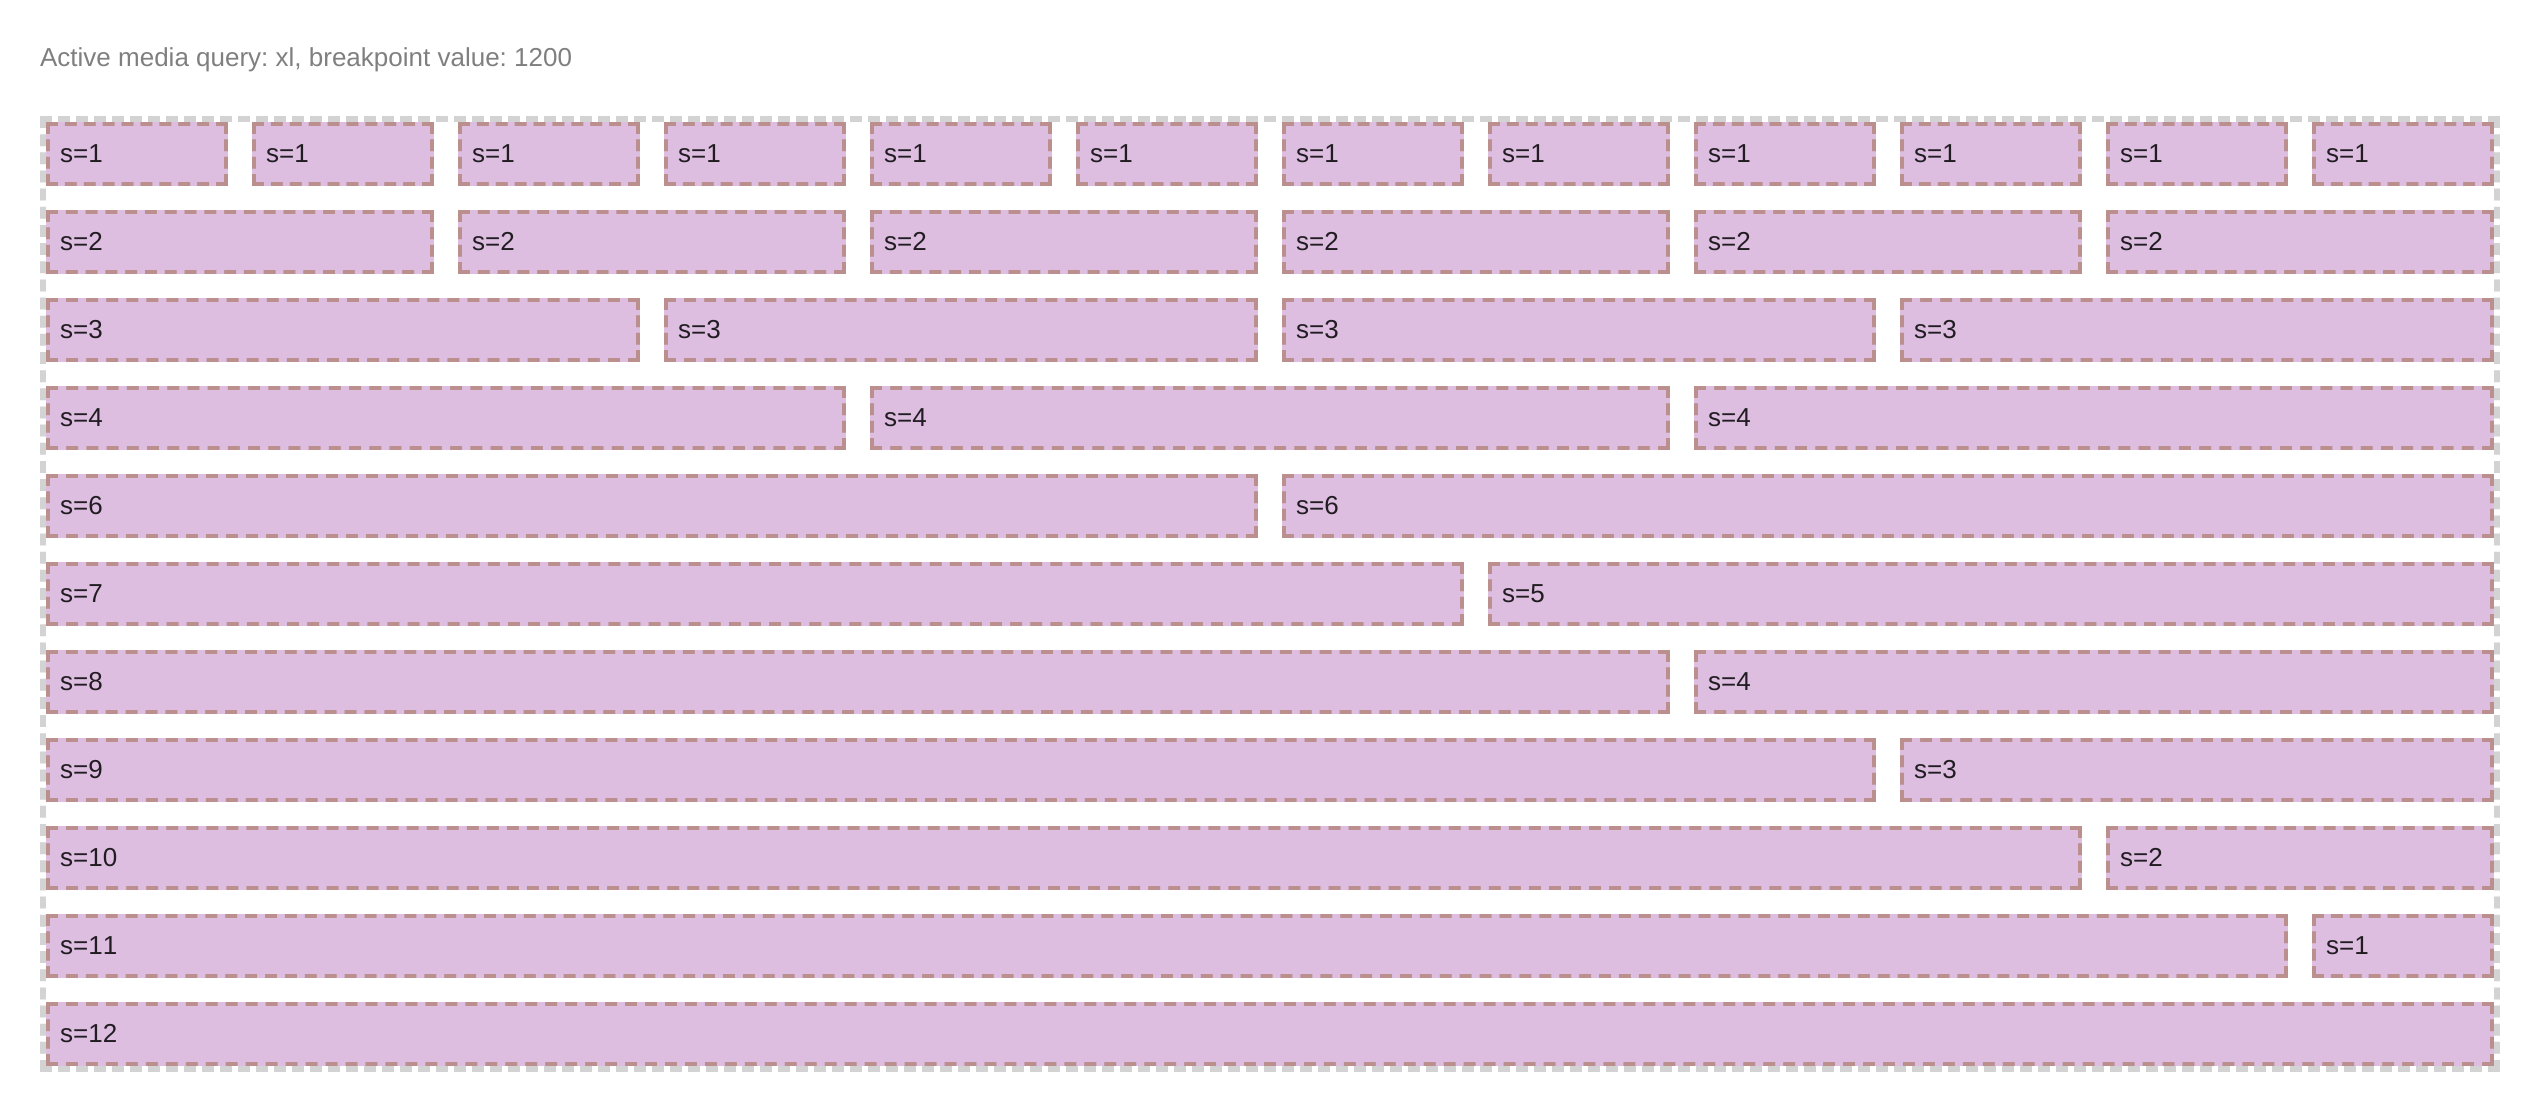 Active media query: xl, breakpoint value: 1200
s=1 s=1 s=1 s=1 s=1 s=1 s=1 s=1 s=1 s=1 s=1 s=1
s=2 s=2 s=2 s=2 s=2 s=2
s=3 s=3 s=3 s=3
s=4 s=4 s=4
s=6 s=6
s=7 s=5
s=8 s=4
s=9 s=3
s=10 s=2
s=11 s=1
s=12